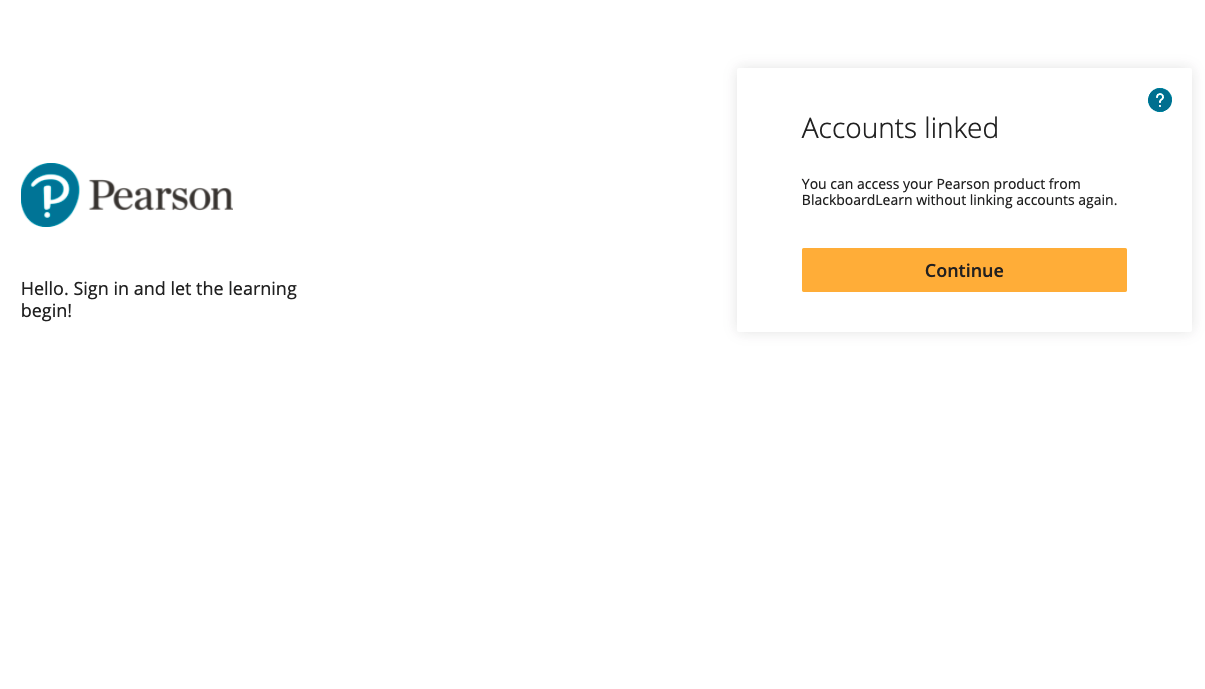 Pearson
Hello. Sign in and let the learning
begin!
?
Accounts linked
You can access your Pearson product from
BlackboardLearn without linking accounts again.
Continue